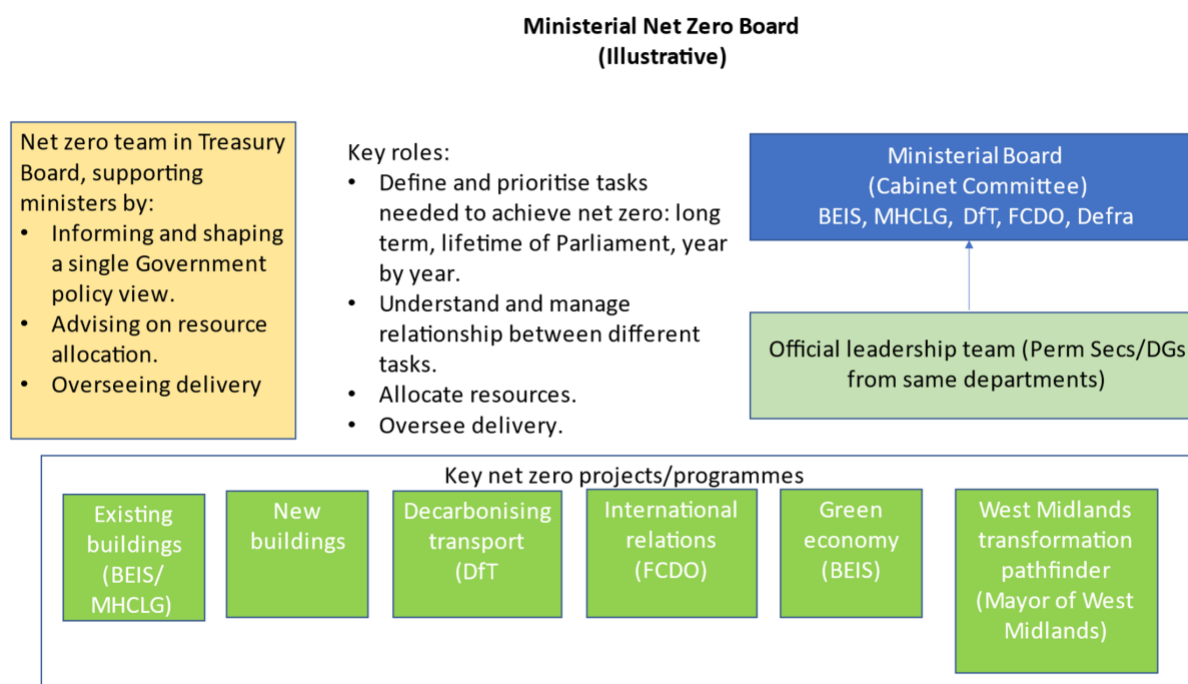 Ministerial Net Zero Board
(Illustrative)
Net zero team in Treasury
Board, supporting
ministers by:
• Informing and shaping
a single Government
policy view.
• Advising on resource
allocation.
• Overseeing delivery
Key roles:
• Define and prioritise tasks
needed to achieve net zero: long
term, lifetime of Parliament, year
by year.
• Understand and manage
relationship between different
tasks.
• Allocate resources.
• Oversee delivery.
Ministerial Board
(Cabinet Committee)
BEIS, MHCLG, DfT, FCDO, Defra
Official leadership team (Perm Secs/DGs
from same departments)
Key net zero projects/programmes
Existing
buildings
(BEIS/
MHCLG)
New
buildings
Decarbonising
transport
(DfT
International
relations
(FCDO)
Green
economy
(BEIS)
West Midlands
transformation
pathfinder
(Mayor of West
Midlands)